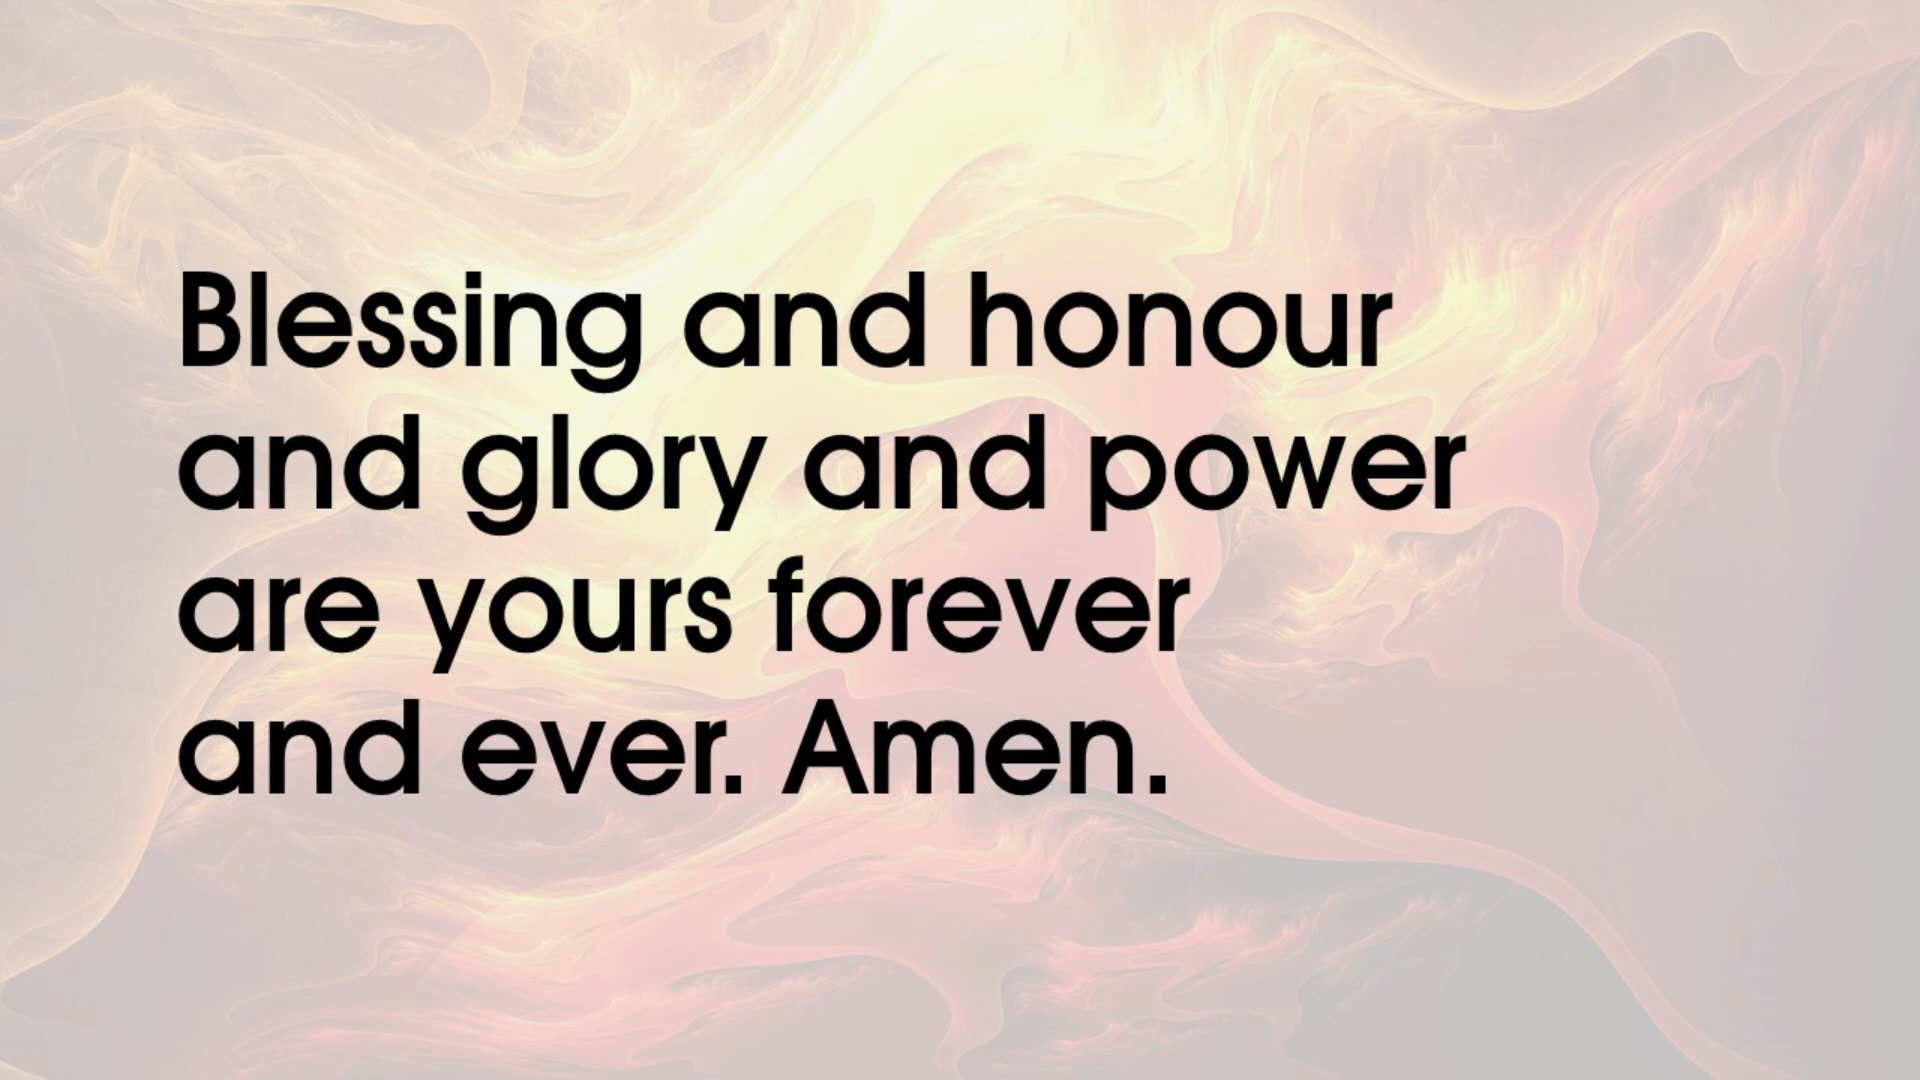 Blessing and honour
and glory and power
are yours forever
and ever. Amen.